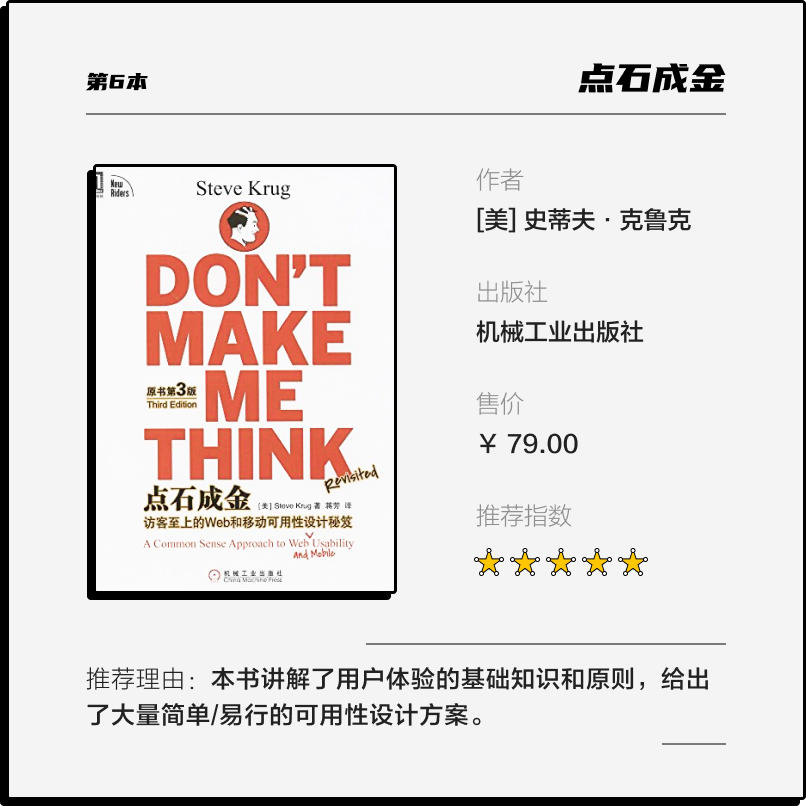 第6本
点石成金
New
Riders
Steve Krug
DON'T
MAKE
原书第3版
Third Edition
ME
THINK
Revisited
点石成金
[美] Steve Krug 著 蒋芳 译
访客至上的Web和移动可用性设计秘笈
A Common Sense Approach to Web Usability
and Mobile
机械工业出版社
China Machine Press
作者
[美] 史蒂夫 · 克鲁克
出版社
机械工业出版社
售价
¥ 79.00
推荐指数
推荐理由：本书讲解了用户体验的基础知识和原则，给出
了大量简单/易行的可用性设计方案。